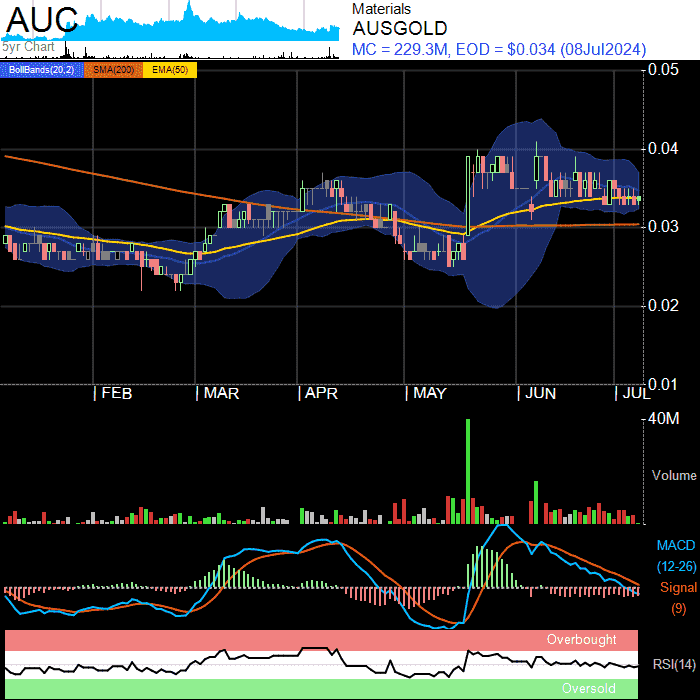 AUC
5yr Chart
Materials
AUSGOLD
MC = 229.3M, EOD = $0.034 (08Jul2024)
BollBands(20,2) SMA(200) EMA(50)
0.05
0.04
0.03
0.02
0.01
| FEB | MAR | APR | MAY | JUN | JUL
40M
Volume
MACD
(12-26)
Signal
(9)
Overbought
RSI(14)
Oversold